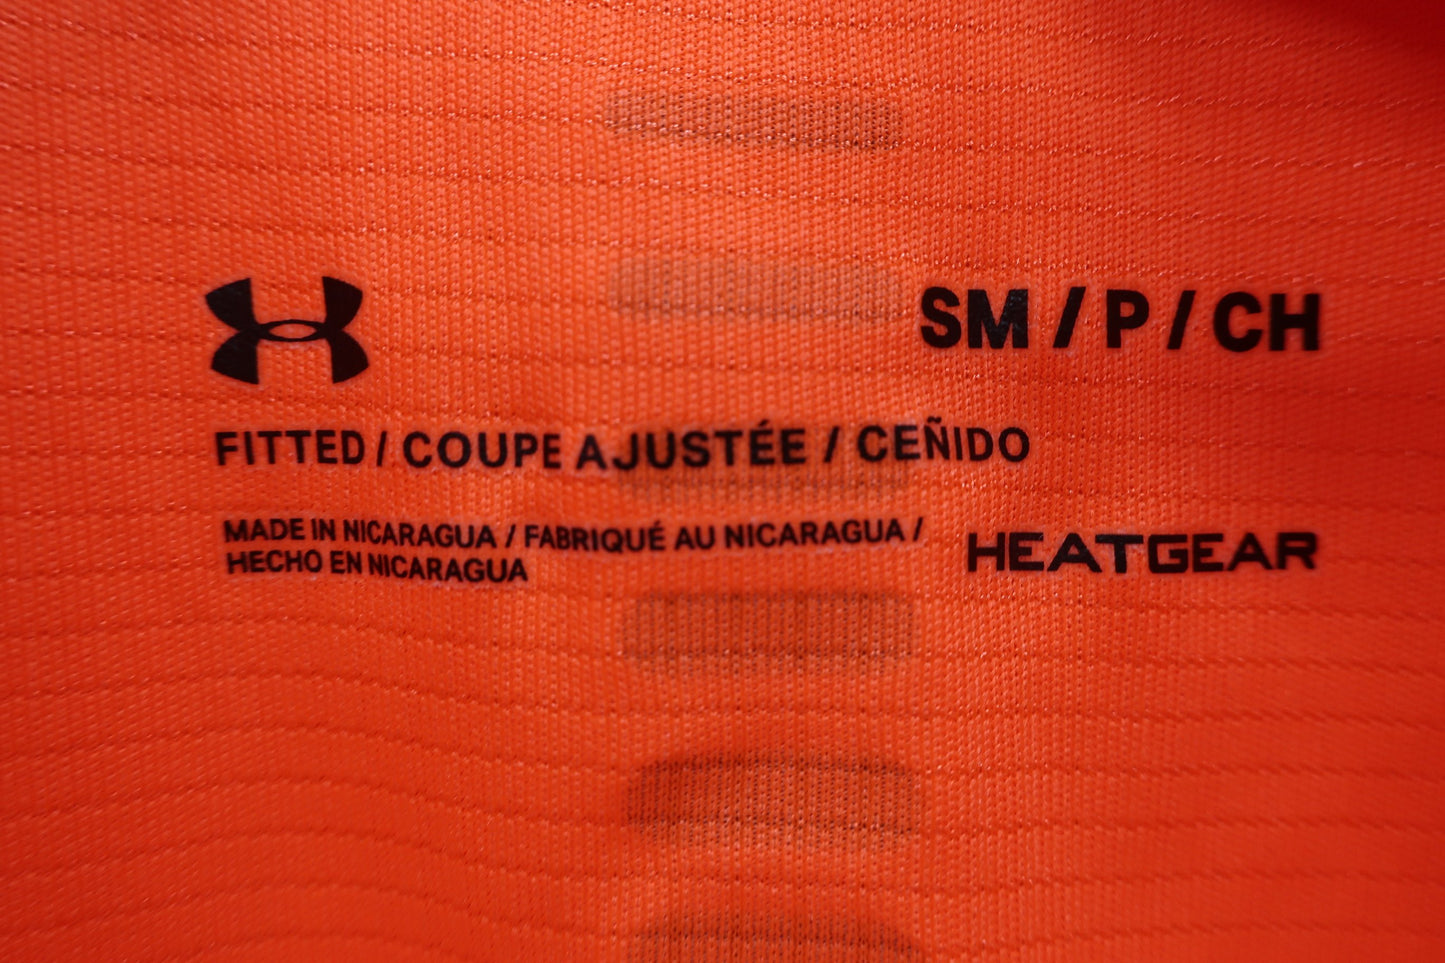 SM / P / CH
FITTED / COUPE AJUSTÉE / CEÑIDO
MADE IN NICARAGUA / FABRIQUÉ AU NICARAGUA /
HECHO EN NICARAGUA
HEATGEAR